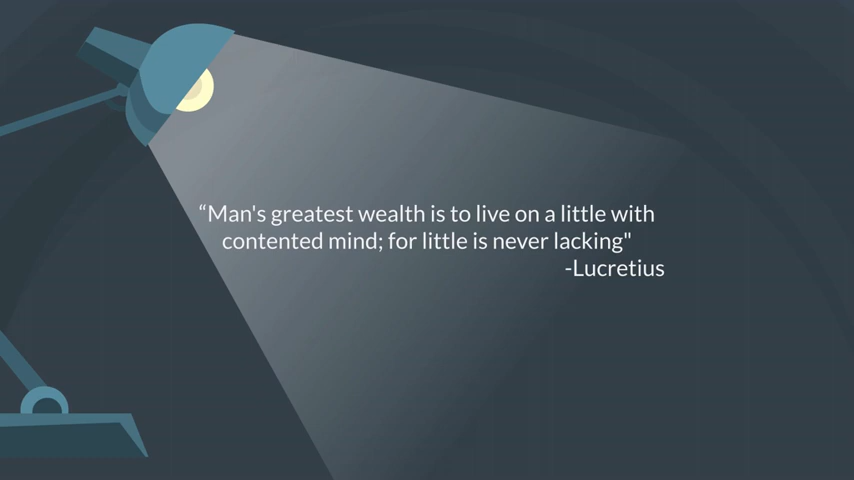 “Man's greatest wealth is to live on a little with
contented mind; for little is never lacking"
-Lucretius